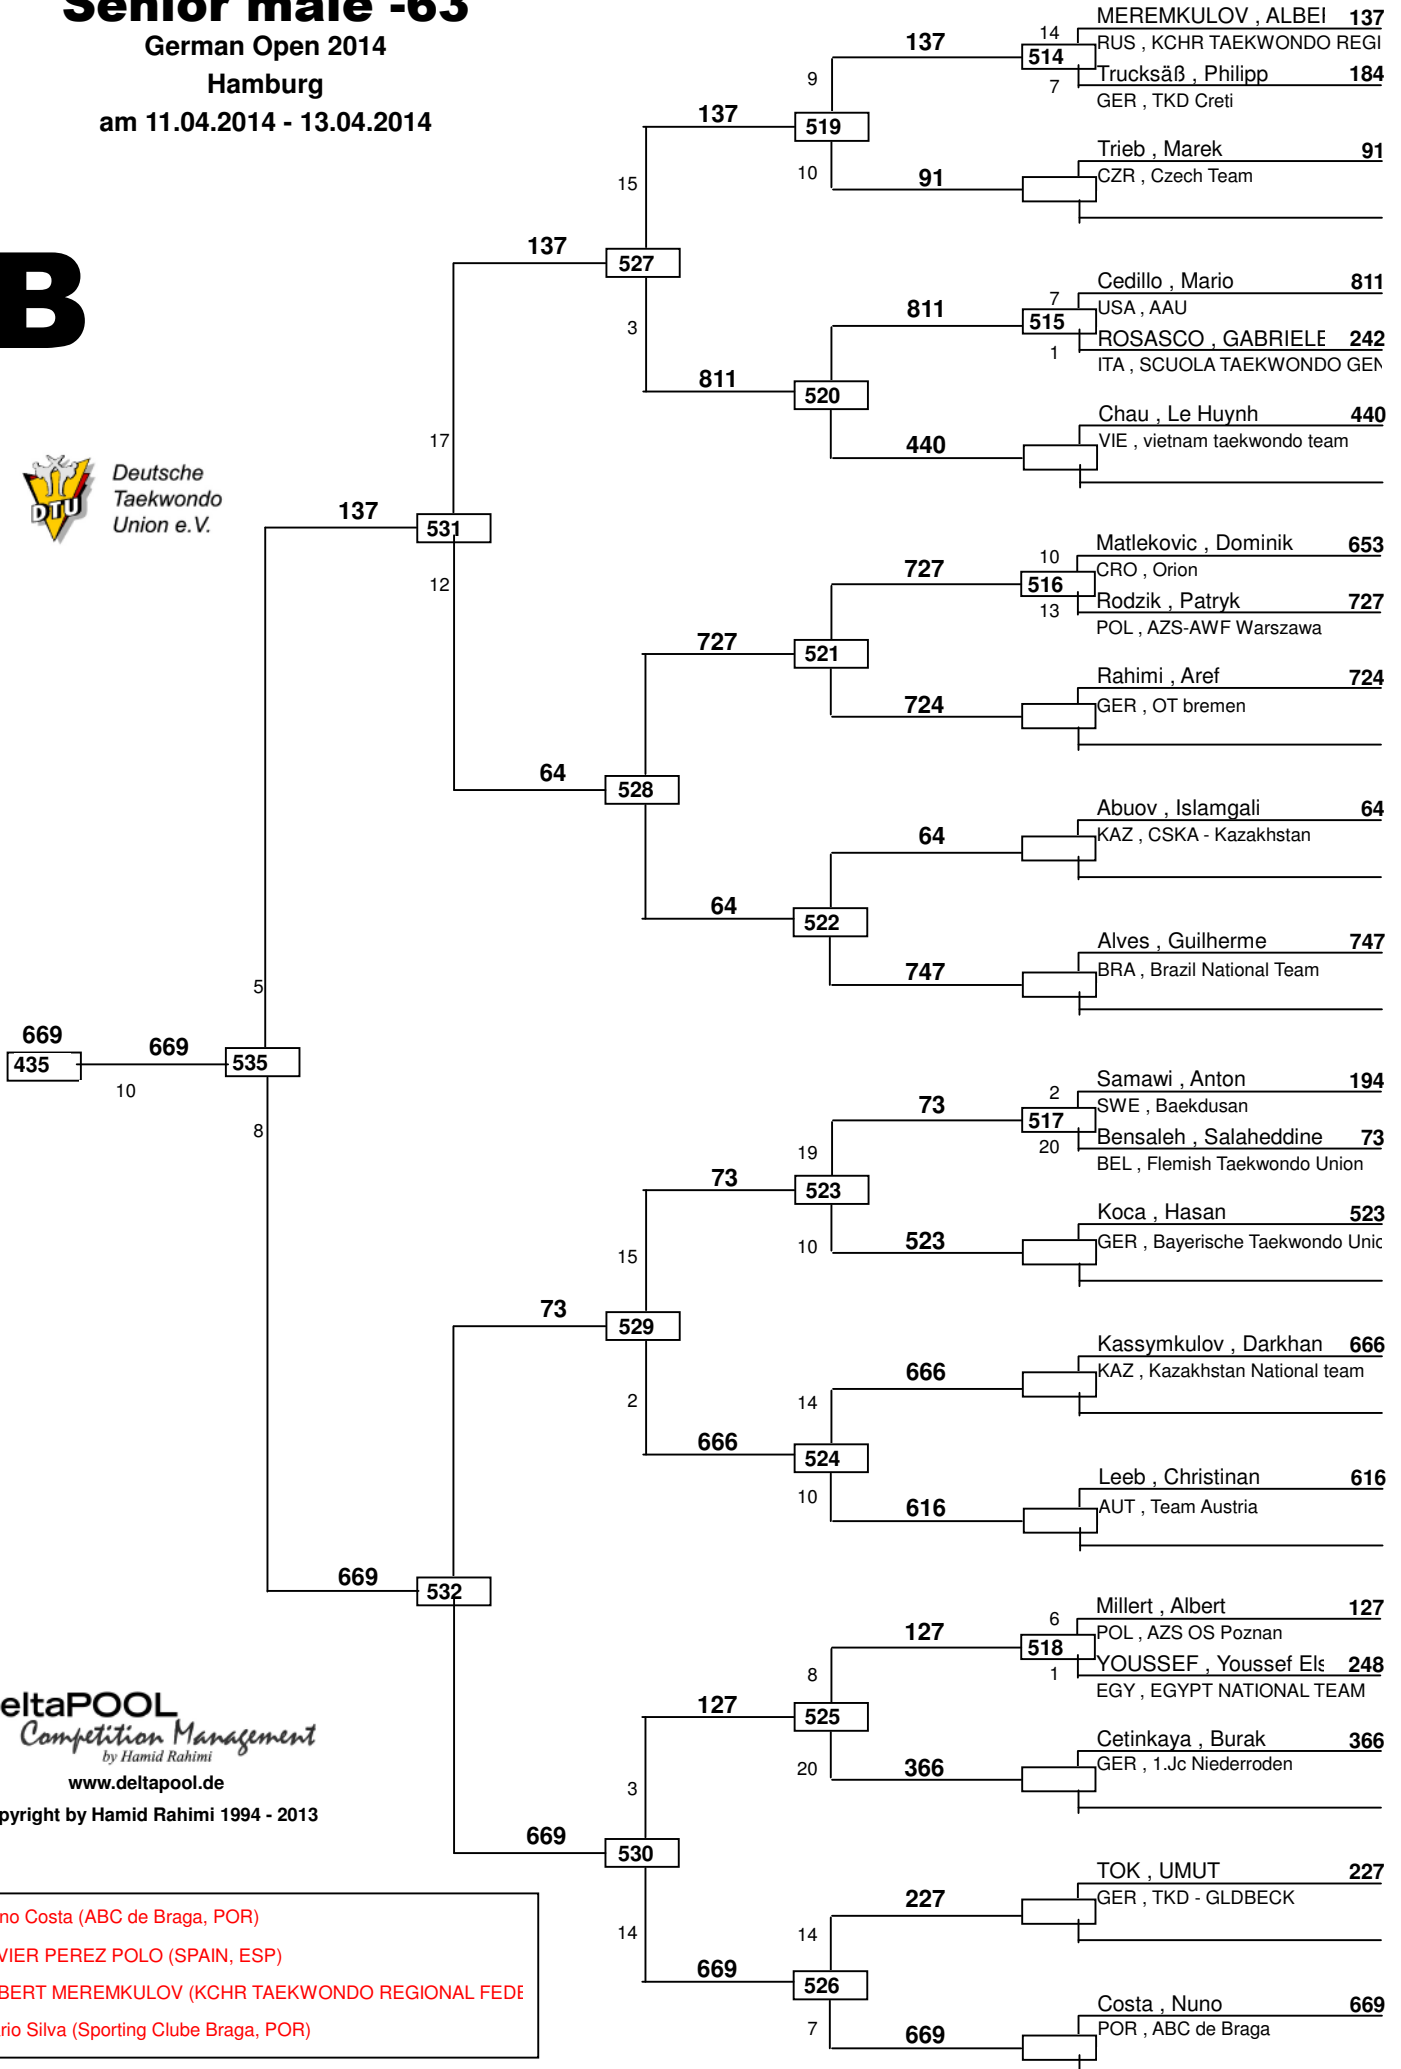 Senior male -63
German Open 2014
Hamburg
am 11.04.2014 - 13.04.2014
B
DTU
Deutsche
Taekwondo
Union e.V.
MEREMKULOV , ALBE 137
RUS , KCHR TAEKWONDO REGI
14
514
7
Trucksäß , Philipp 184
GER , TKD Creti
137
9
519
10
137
Trieb , Marek 91
CZR , Czech Team
91
15
527
3
137
Cedillo , Mario 811
USA , AAU
7
515
1
ROSASCO , GABRIELE 242
ITA , SCUOLA TAEKWONDO GEN
811
520
811
Chau , Le Huynh 440
VIE , vietnam taekwondo team
440
17
531
12
137
Matlekovic , Dominik 653
CRO , Orion
10
516
13
Rodzik , Patryk 727
POL , AZS-AWF Warszawa
727
521
727
Rahimi , Aref 724
GER , OT bremen
724
528
64
Abuov , Islamgali 64
KAZ , CSKA - Kazakhstan
64
522
64
Alves , Guilherme 747
BRA , Brazil National Team
747
5
535
8
669
435
669
10
Samawi , Anton 194
SWE , Baekdusan
2
517
20
Bensaleh , Salaheddine 73
BEL , Flemish Taekwondo Union
73
19
523
10
73
Koca , Hasan 523
GER , Bayerische Taekwondo Unio
523
15
529
2
73
Kassymkulov , Darkhan 666
KAZ , Kazakhstan National team
666
14
524
10
666
Leeb , Christinan 616
AUT , Team Austria
616
532
669
Millert , Albert 127
POL , AZS OS Poznan
6
518
1
YOUSSEF , Youssef Els 248
EGY , EGYPT NATIONAL TEAM
127
8
525
20
127
Cetinkaya , Burak 366
GER , 1.Jc Niederroden
366
3
530
14
669
TOK , UMUT 227
GER , TKD - GLDBECK
227
14
526
7
669
Costa , Nuno 669
POR , ABC de Braga
669
eltaPOOL
Competition Management
by Hamid Rahimi
www.deltapool.de
pyright by Hamid Rahimi 1994 - 2013
no Costa (ABC de Braga, POR)
VIER PEREZ POLO (SPAIN, ESP)
BERT MEREMKULOV (KCHR TAEKWONDO REGIONAL FEDE
rio Silva (Sporting Clube Braga, POR)